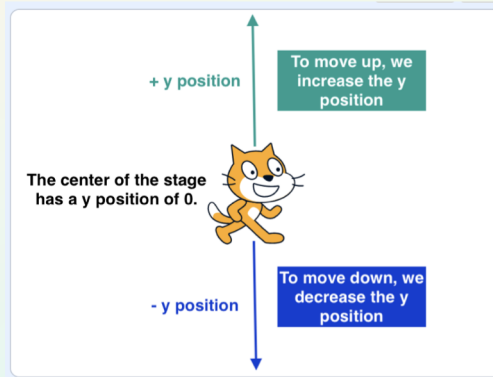 To move up, we
increase the y
position
+ y position
The center of the stage
has a y position of 0.
To move down, we
decrease the y
position
- y position